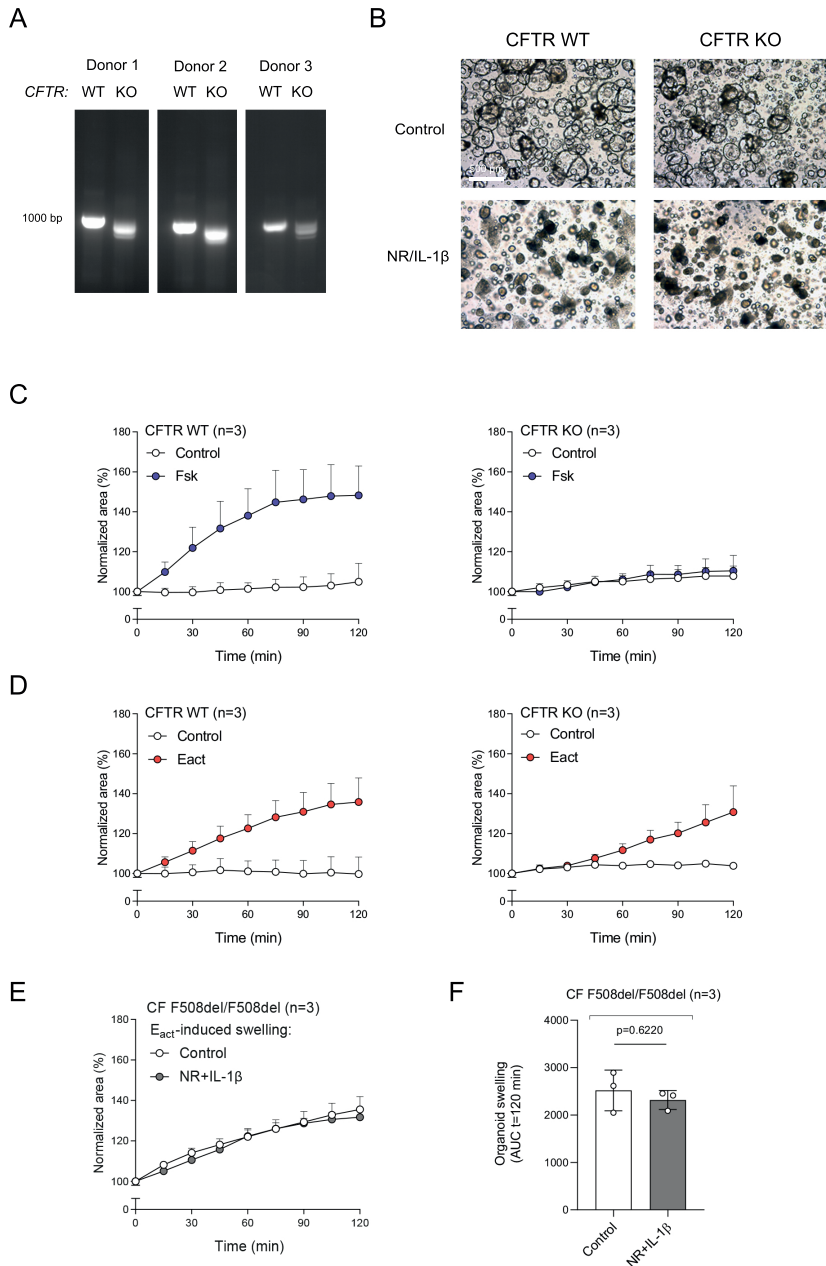 A
Donor 1
Donor 2
Donor 3
CFTR:
WT
KO
WT
KO
WT
KO
1000 bp
B
CFTR WT
CFTR KO
Control
NR/IL-1β
C
CFTR WT (n=3)
Control
Fsk
Normalized area (%)
180
160
140
120
100
0
0
30
60
90
120
Time (min)
CFTR KO (n=3)
Control
Fsk
Normalized area (%)
180
160
140
120
100
0
0
30
60
90
120
Time (min)
D
CFTR WT (n=3)
Control
Eact
Normalized area (%)
180
160
140
120
100
0
0
30
60
90
120
Time (min)
CFTR KO (n=3)
Control
Eact
Normalized area (%)
180
160
140
120
100
0
0
30
60
90
120
Time (min)
E
CF F508del/F508del (n=3)
Eact-induced swelling:
Control
NR+IL-1β
Normalized area (%)
180
160
140
120
100
0
0
30
60
90
120
Time (min)
F
CF F508del/F508del (n=3)
p=0.6220
Organoid swelling
(AUC t=120 min)
4000
3000
2000
1000
0
Control
NR+IL-1β